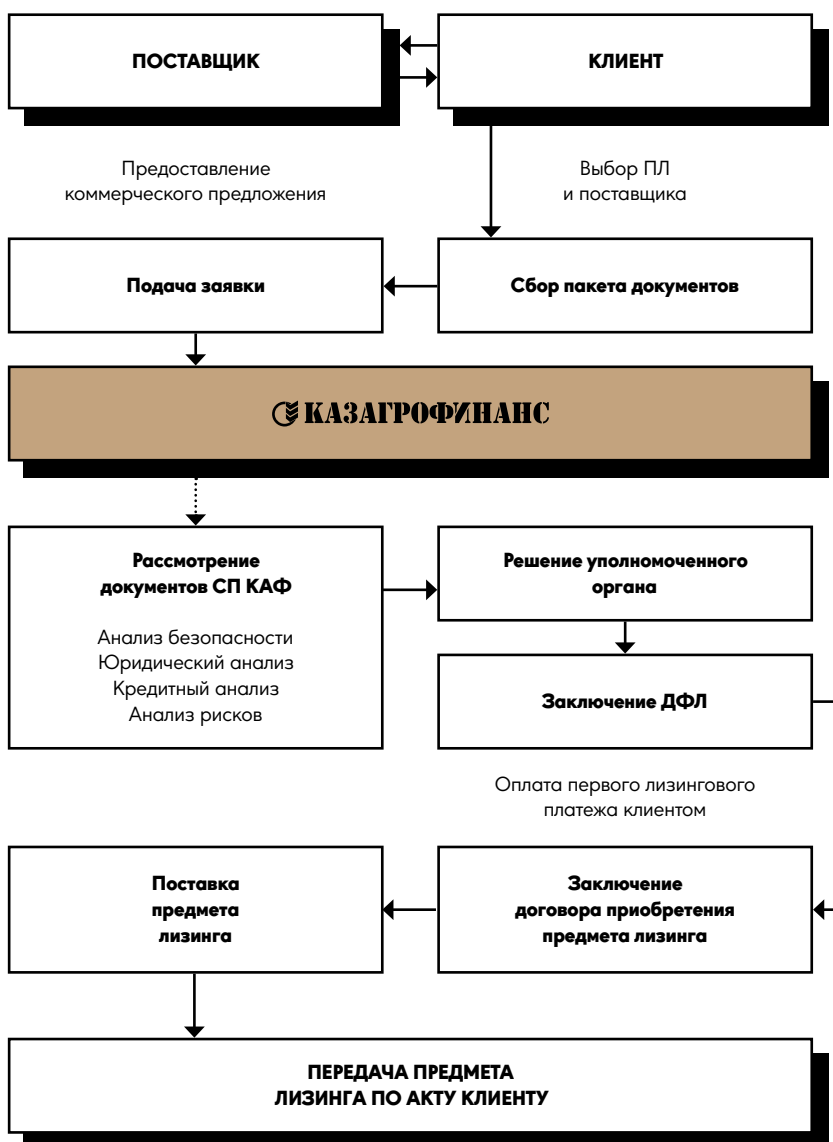 ПОСТАВЩИК
КЛИЕНТ
Предоставление
коммерческого предложения
Выбор ПЛ
и поставщика
Подача заявки
Сбор пакета документов
КАЗАГРОФИНАНС
Рассмотрение
документов СП КАФ
Анализ безопасности
Юридический анализ
Кредитный анализ
Анализ рисков
Решение уполномоченного
органа
Заключение ДФЛ
Оплата первого лизингового
платежа клиентом
Поставка
предмета
лизинга
Заключение
договора приобретения
предмета лизинга
ПЕРЕДАЧА ПРЕДМЕТА
ЛИЗИНГА ПО АКТУ КЛИЕНТУ